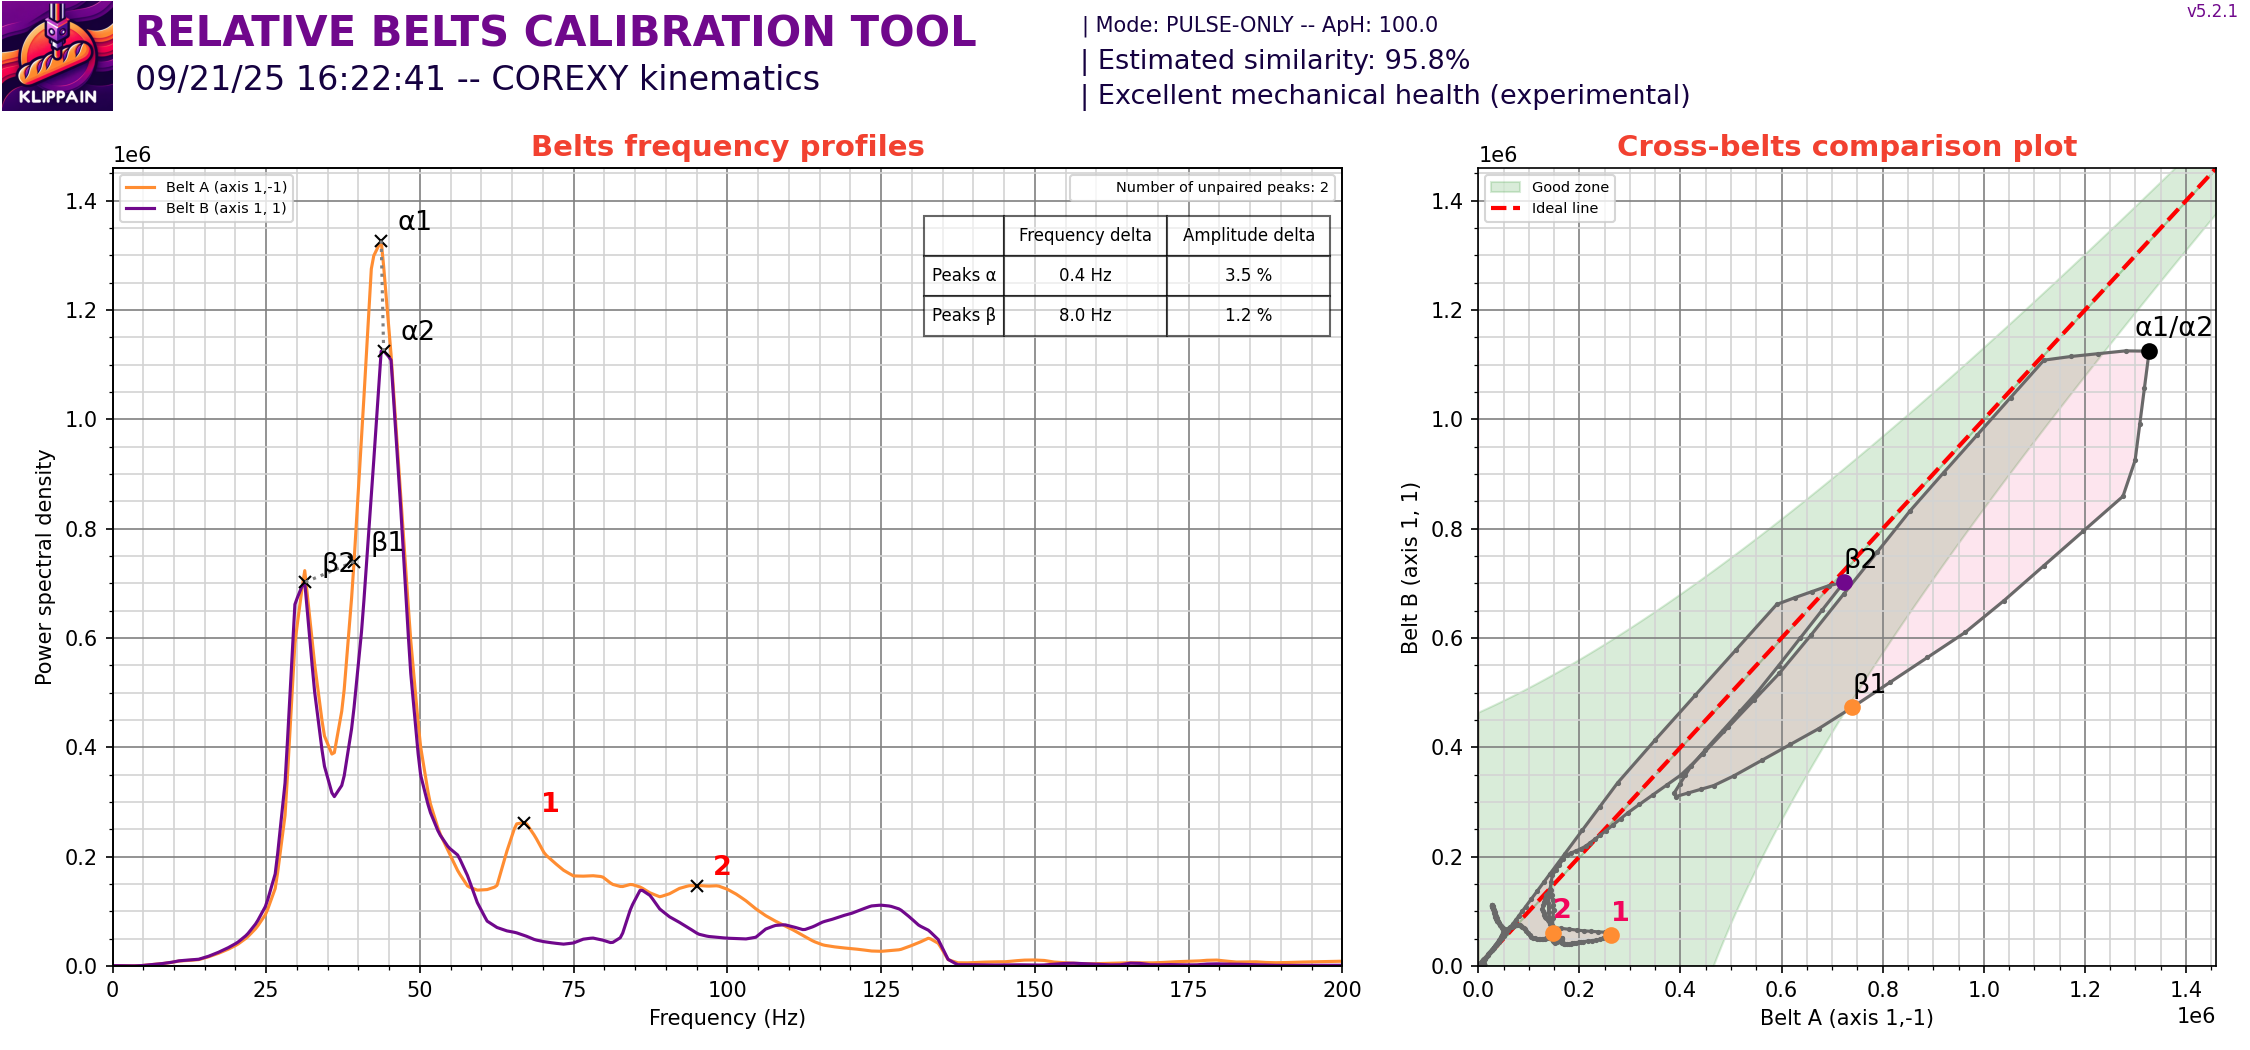 KLIPPAIN
RELATIVE BELTS CALIBRATION TOOL
09/21/25 16:22:41 -- COREXY kinematics
| Mode: PULSE-ONLY -- ApH: 100.0
| Estimated similarity: 95.8%
| Excellent mechanical health (experimental)
v5.2.1
Belts frequency profiles
1e6
Belt A (axis 1,-1)
Belt B (axis 1, 1)
Number of unpaired peaks: 2
Frequency delta Amplitude delta
Peaks α 0.4 Hz 3.5 %
Peaks β 8.0 Hz 1.2 %
α1
α2
β1
β2
1
2
Power spectral density
1.4
1.2
1.0
0.8
0.6
0.4
0.2
0.0
0 25 50 75 100 125 150 175 200
Frequency (Hz)
Cross-belts comparison plot
1e6
Good zone
Ideal line
α1/α2
β2
β1
2
1
Belt B (axis 1, 1)
1.4
1.2
1.0
0.8
0.6
0.4
0.2
0.0
0.0 0.2 0.4 0.6 0.8 1.0 1.2 1.4
Belt A (axis 1,-1)
1e6